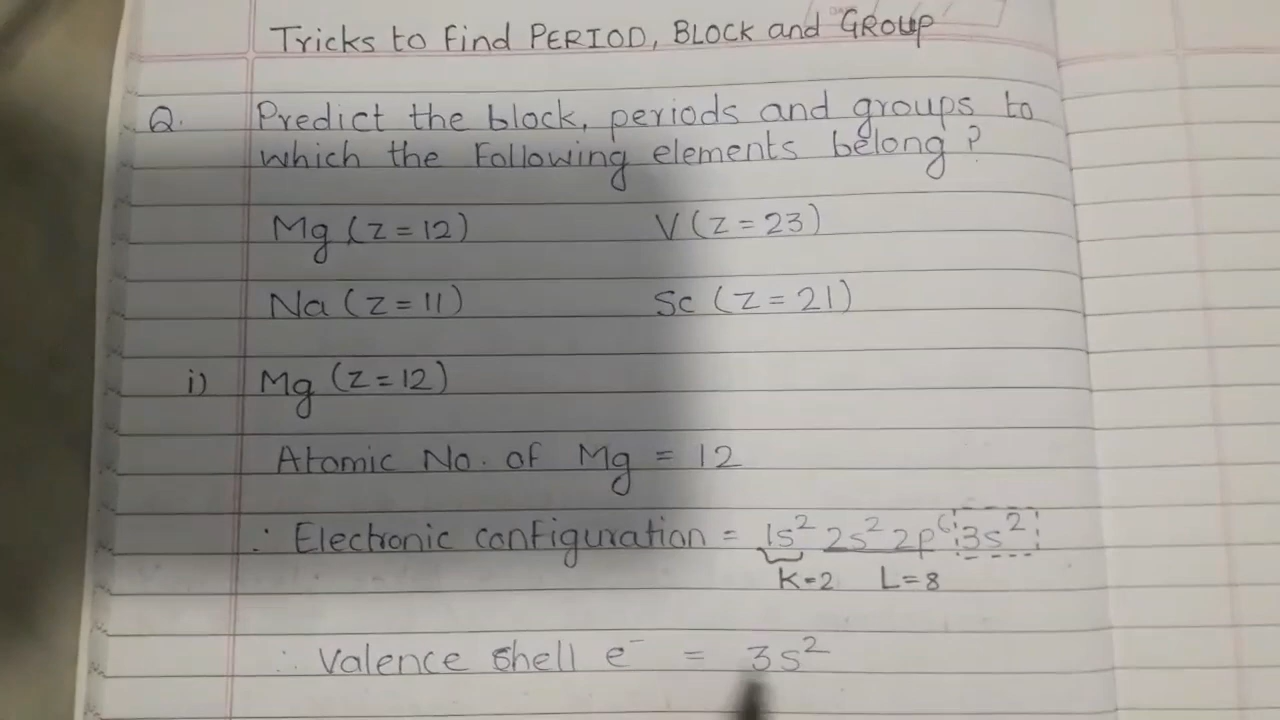 Tricks to Find PERIOD, BLOCK and GROUP
Q. Predict the block, periods and groups to
which the Following elements belong?
Mg (Z=12) V (Z=23)
Na (Z=11) Sc (Z=21)
i) Mg (Z=12)
Atomic No. of Mg = 12
∴ Electronic configuration = 1s² 2s² 2p⁶ 3s²
K=2 L=8
∴ Valence shell e⁻ = 3s²